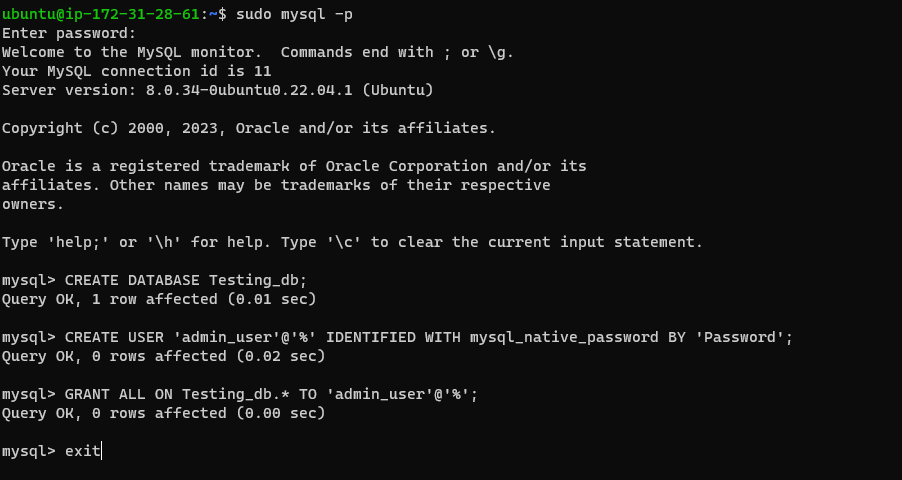 ubuntu@ip-172-31-28-61:~$ sudo mysql -p
Enter password:
Welcome to the MySQL monitor.  Commands end with ; or \g.
Your MySQL connection id is 11
Server version: 8.0.34-0ubuntu0.22.04.1 (Ubuntu)
Copyright (c) 2000, 2023, Oracle and/or its affiliates.
Oracle is a registered trademark of Oracle Corporation and/or its
affiliates. Other names may be trademarks of their respective
owners.
Type 'help;' or '\h' for help. Type '\c' to clear the current input statement.
mysql> CREATE DATABASE Testing_db;
Query OK, 1 row affected (0.01 sec)
mysql> CREATE USER 'admin_user'@'%' IDENTIFIED WITH mysql_native_password BY 'Password';
Query OK, 0 rows affected (0.02 sec)
mysql> GRANT ALL ON Testing_db.* TO 'admin_user'@'%';
Query OK, 0 rows affected (0.00 sec)
mysql> exit